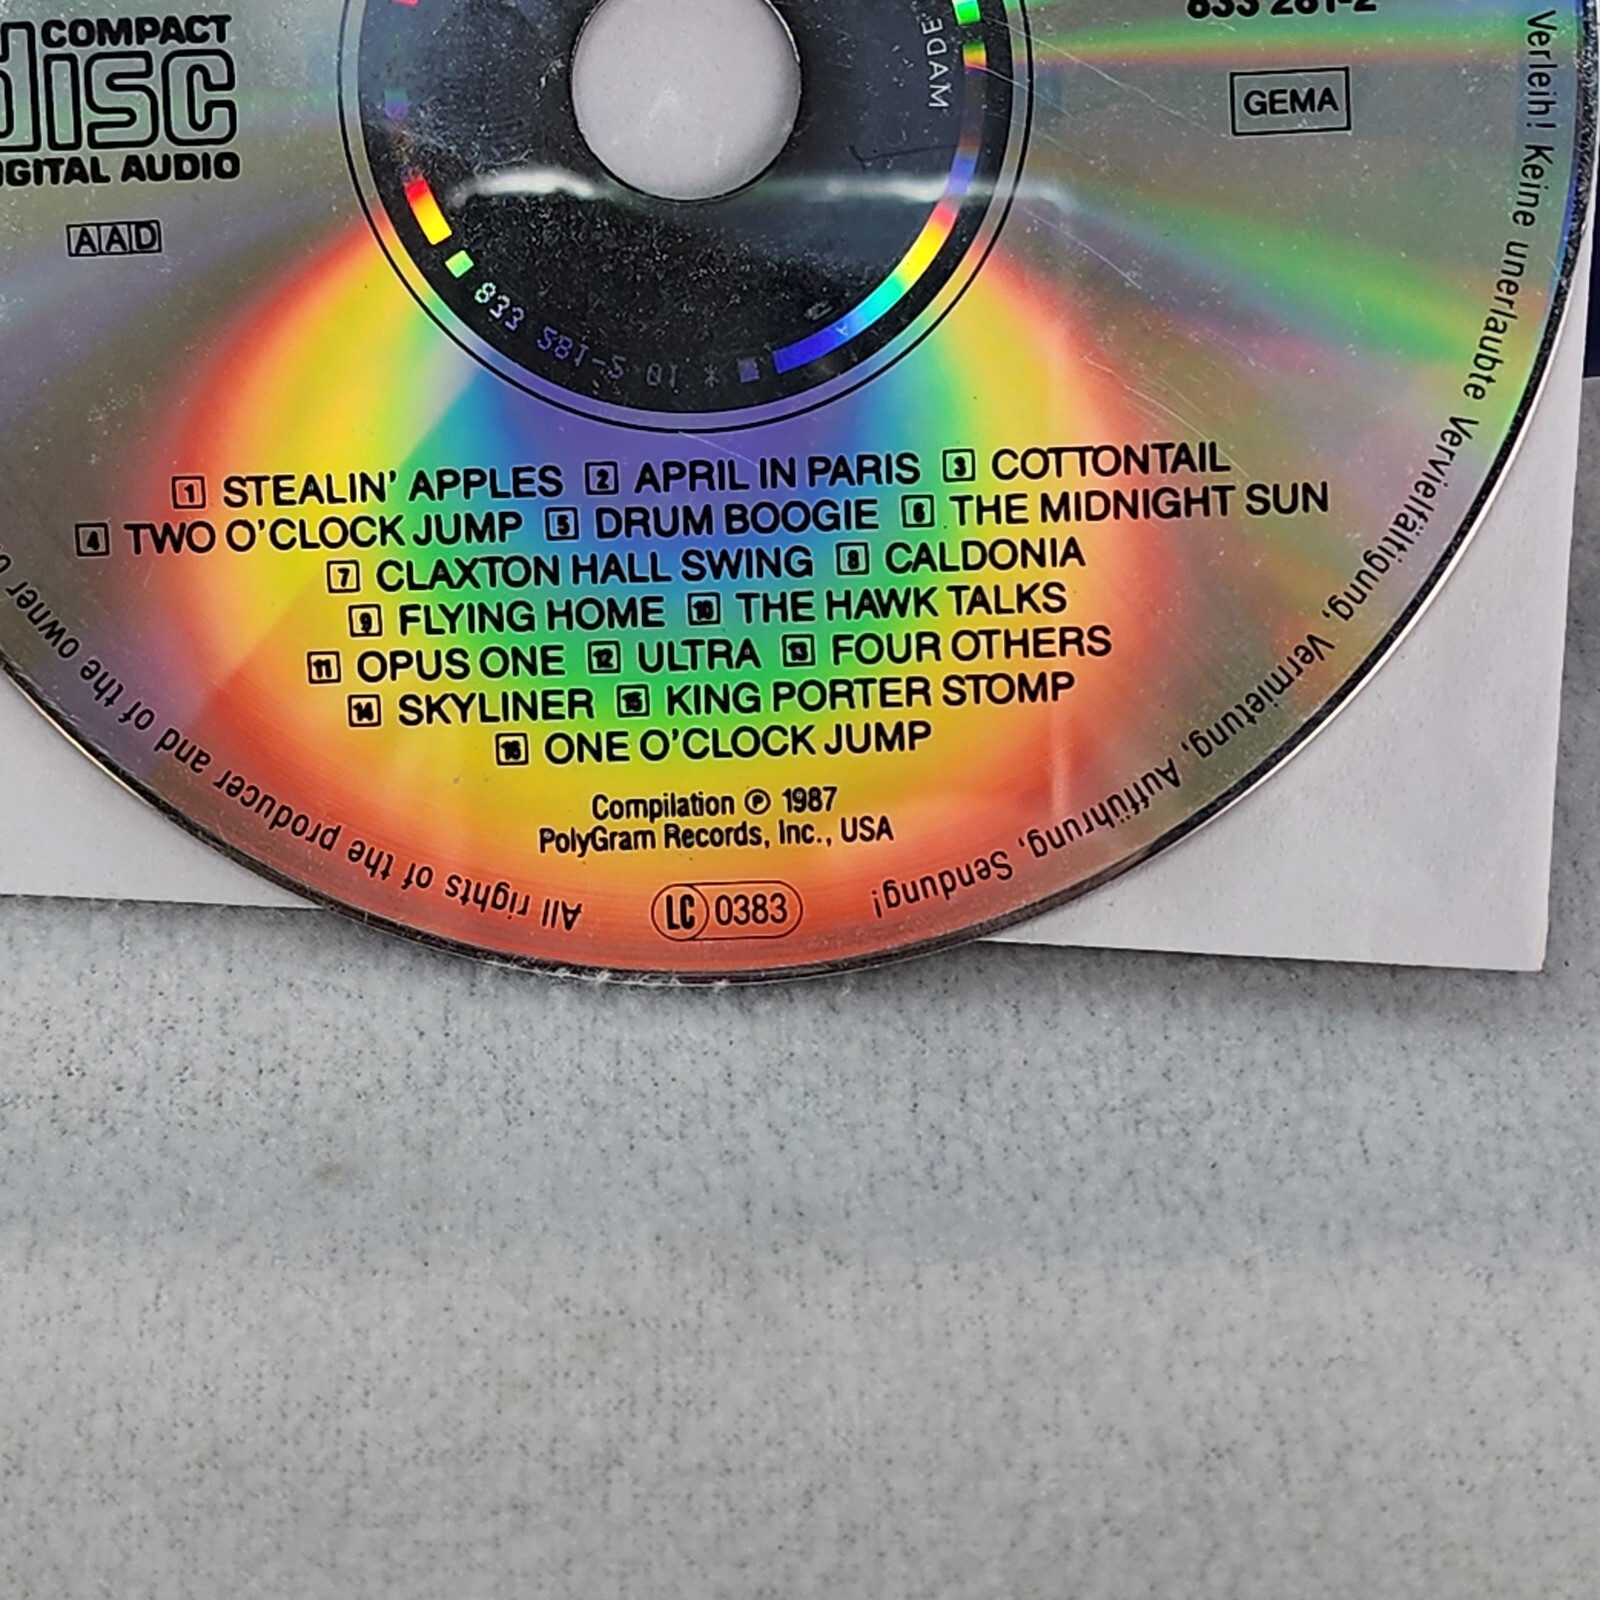 COMPACT
disc
DIGITAL AUDIO
AAD
MADE
833 281-2
GEMA
833 281-2 01 *
1 STEALIN' APPLES 2 APRIL IN PARIS 3 COTTONTAIL
4 TWO O'CLOCK JUMP 5 DRUM BOOGIE 6 THE MIDNIGHT SUN
7 CLAXTON HALL SWING 8 CALDONIA
9 FLYING HOME 10 THE HAWK TALKS
11 OPUS ONE 12 ULTRA 13 FOUR OTHERS
14 SKYLINER 15 KING PORTER STOMP
16 ONE O'CLOCK JUMP
Compilation ℗ 1987
PolyGram Records, Inc., USA
LC 0383
All rights of the producer and of the owner
Verleih! Keine unerlaubte Vervielfältigung, Vermietung, Aufführung, Sendung!